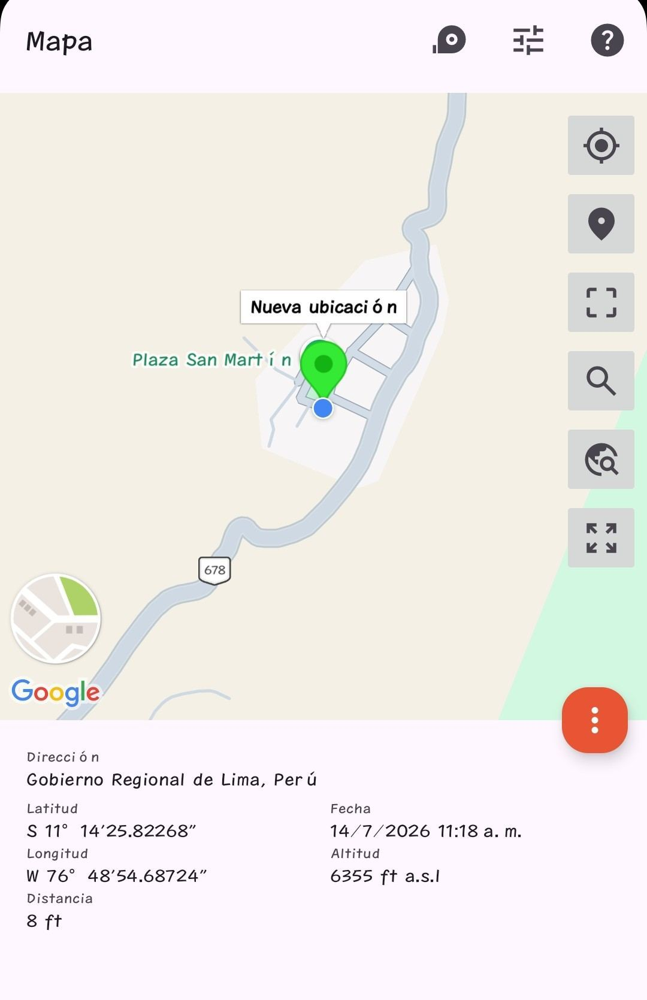 Mapa
Nueva ubicación
Plaza San Martín
678
Google
Dirección
Gobierno Regional de Lima, Perú
Latitud
Fecha
S 11° 14'25.82268"
14/7/2026 11:18 a. m.
Longitud
Altitud
W 76° 48'54.68724"
6355 ft a.s.l
Distancia
8 ft